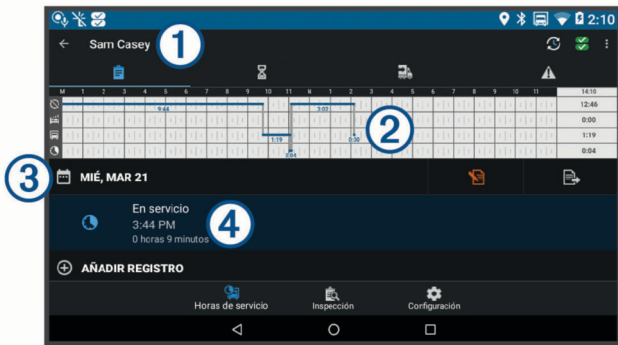 2:10
Sam Casey
1
M 1 2 3 4 5 6 7 8 9 10 11 N 1 2 3 4 5 6 7 8 9 10 11 14:10
9:44 3:02 12:46
0:00
1:19 0:00 1:19
0:04 0:04
2
3
MIÉ, MAR 21
En servicio
3:44 PM
0 horas 9 minutos
4
AÑADIR REGISTRO
Horas de servicio Inspección Configuración